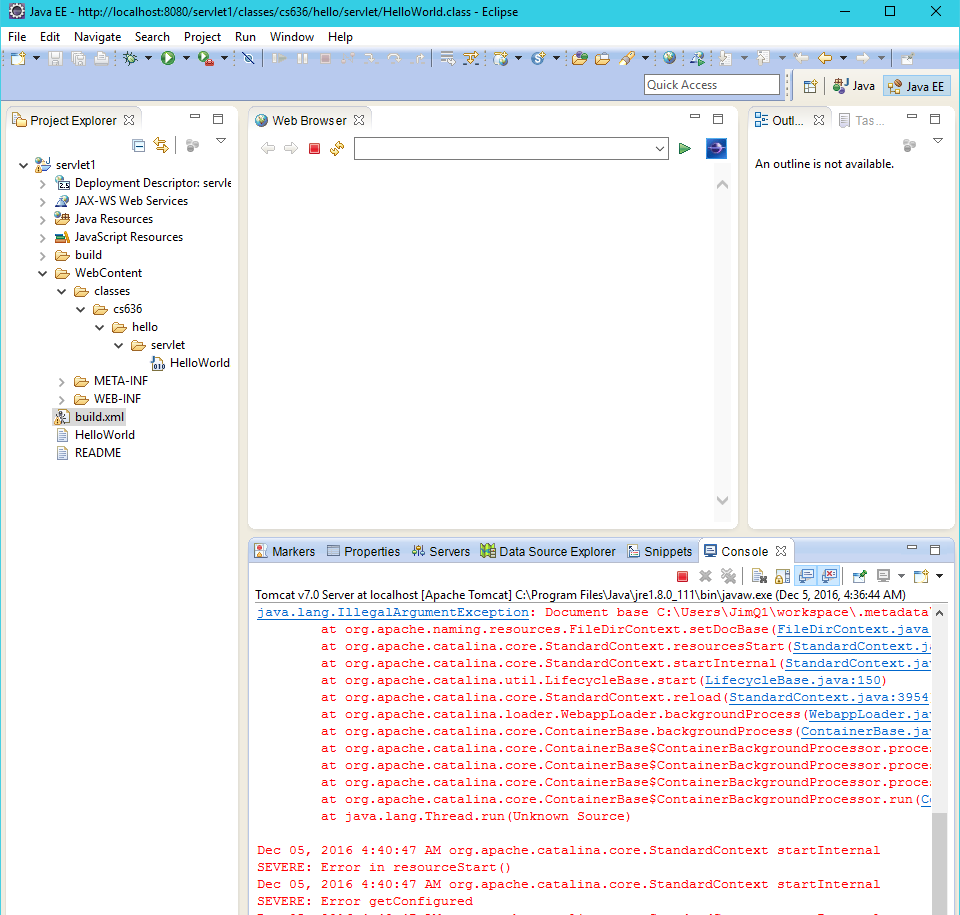 Java EE - http://localhost:8080/servlet1/classes/cs636/hello/servlet/HelloWorld.class - Eclipse
File Edit Navigate Search Project Run Window Help
Quick Access
Java
Java EE
Project Explorer
servlet1
Deployment Descriptor: servle
JAX-WS Web Services
Java Resources
JavaScript Resources
build
WebContent
classes
cs636
hello
servlet
HelloWorld
META-INF
WEB-INF
build.xml
HelloWorld
README
Web Browser
Outl...
Tas...
An outline is not available.
Markers Properties Servers Data Source Explorer Snippets Console
Tomcat v7.0 Server at localhost [Apache Tomcat] C:\Program Files\Java\jre1.8.0_111\bin\javaw.exe (Dec 5, 2016, 4:36:44 AM)
java.lang.IllegalArgumentException: Document base C:\Users\JimQ1\workspace\.metadata\
at org.apache.naming.resources.FileDirContext.setDocBase(FileDirContext.java
at org.apache.catalina.core.StandardContext.resourcesStart(StandardContext.ja
at org.apache.catalina.core.StandardContext.startInternal(StandardContext.jav
at org.apache.catalina.util.LifecycleBase.start(LifecycleBase.java:150)
at org.apache.catalina.core.StandardContext.reload(StandardContext.java:3954
at org.apache.catalina.loader.WebappLoader.backgroundProcess(WebappLoader.jav
at org.apache.catalina.core.ContainerBase.backgroundProcess(ContainerBase.jav
at org.apache.catalina.core.ContainerBase$ContainerBackgroundProcessor.proces
at org.apache.catalina.core.ContainerBase$ContainerBackgroundProcessor.proces
at org.apache.catalina.core.ContainerBase$ContainerBackgroundProcessor.proces
at org.apache.catalina.core.ContainerBase$ContainerBackgroundProcessor.run(Co
at java.lang.Thread.run(Unknown Source)
Dec 05, 2016 4:40:47 AM org.apache.catalina.core.StandardContext startInternal
SEVERE: Error in resourceStart()
Dec 05, 2016 4:40:47 AM org.apache.catalina.core.StandardContext startInternal
SEVERE: Error getConfigured